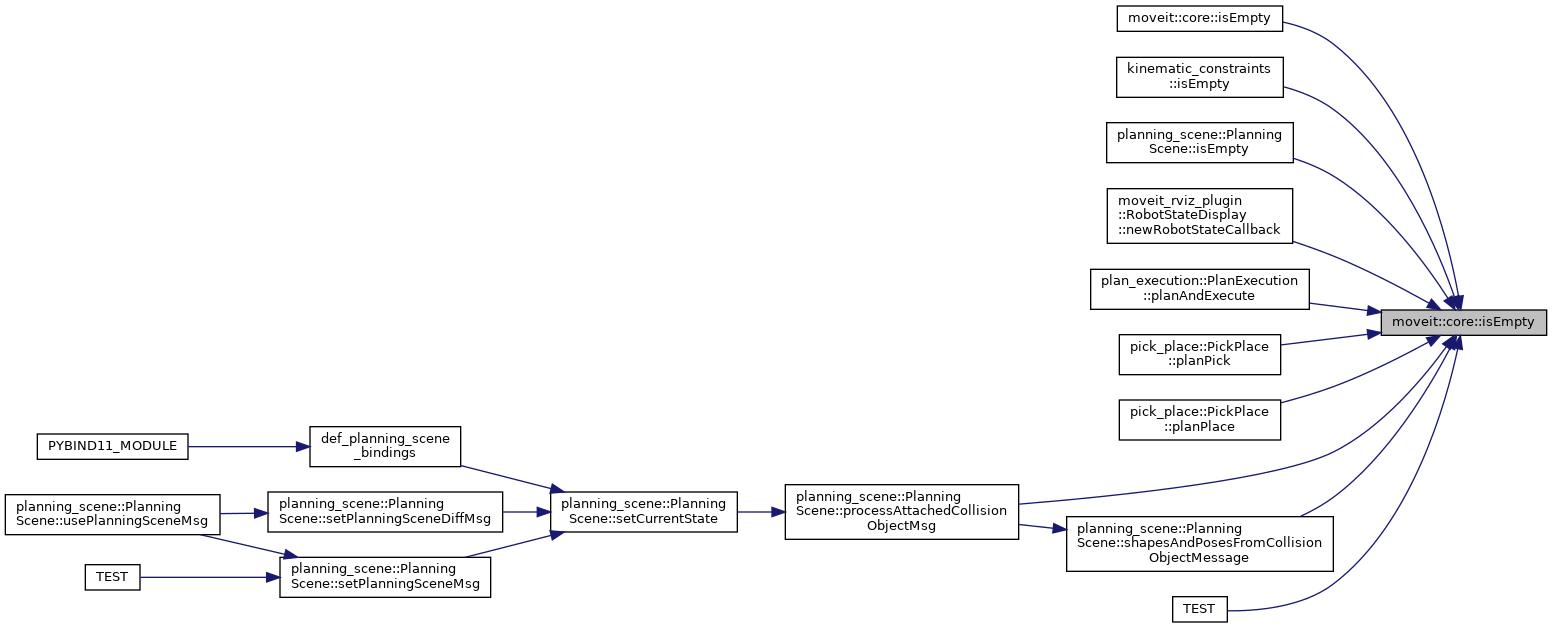 moveit::core::isEmpty
kinematic_constraints
::isEmpty
planning_scene::Planning
Scene::isEmpty
moveit_rviz_plugin
::RobotStateDisplay
::newRobotStateCallback
plan_execution::PlanExecution
::planAndExecute
moveit::core::isEmpty
pick_place::PickPlace
::planPick
pick_place::PickPlace
::planPlace
PYBIND11_MODULE
def_planning_scene
_bindings
planning_scene::Planning
Scene::usePlanningSceneMsg
planning_scene::Planning
Scene::setPlanningSceneDiffMsg
planning_scene::Planning
Scene::setCurrentState
planning_scene::Planning
Scene::processAttachedCollision
ObjectMsg
planning_scene::Planning
Scene::shapesAndPosesFromCollision
ObjectMessage
TEST
planning_scene::Planning
Scene::setPlanningSceneMsg
TEST